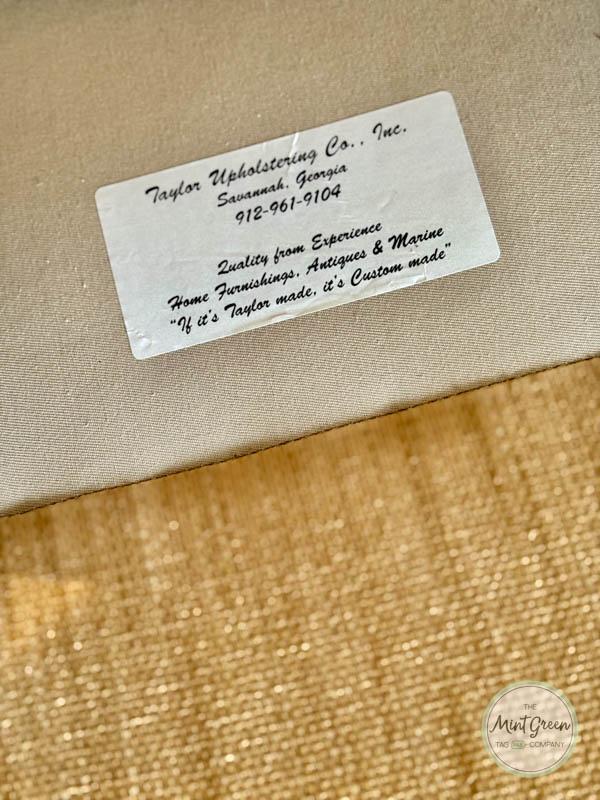 Taylor Upholstering Co., Inc.
Savannah, Georgia
912-961-9104
Quality from Experience
Home Furnishings, Antiques & Marine
"If it's Taylor made, it's Custom made"
THE
Mint Green
TAG COMPANY